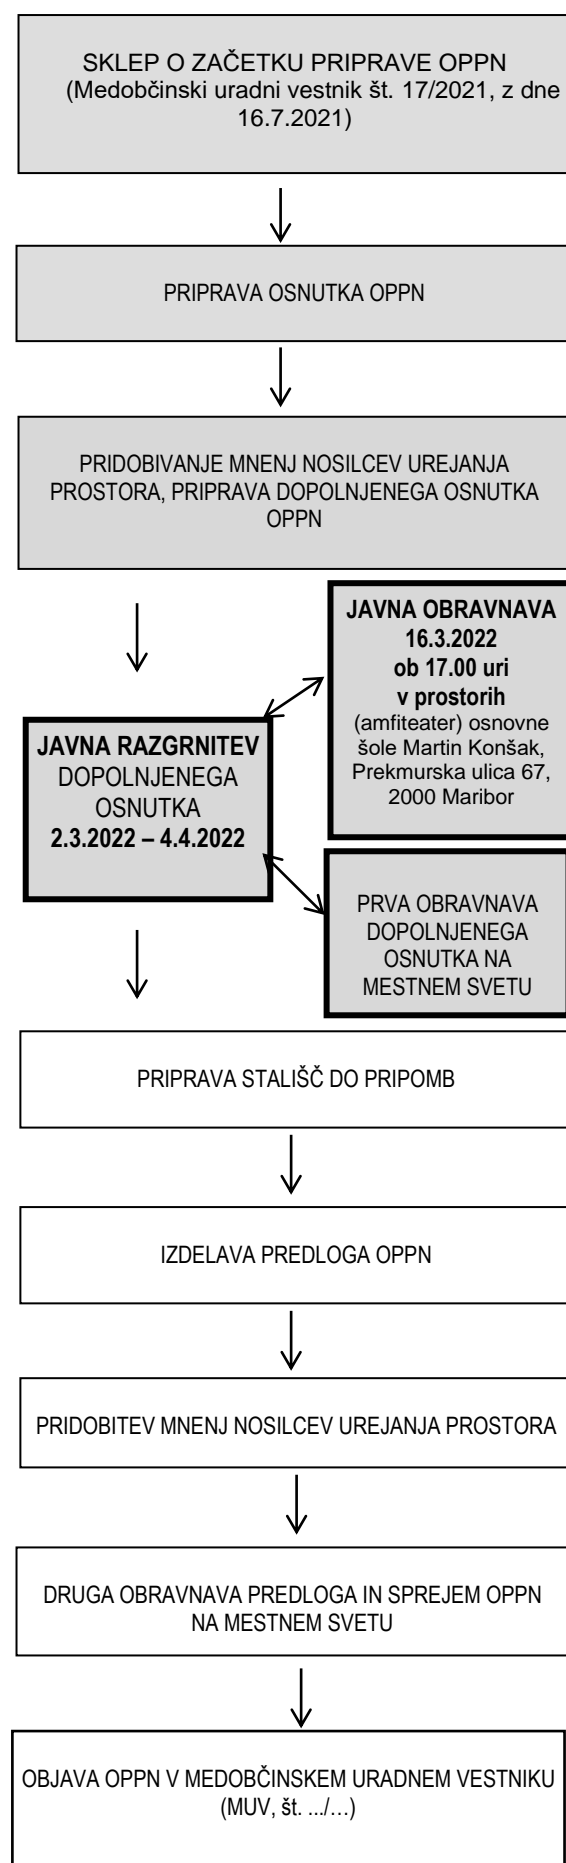 SKLEP O ZAČETKU PRIPRAVE OPPN
(Medobčinski uradni vestnik št. 17/2021, z dne
16.7.2021)
PRIPRAVA OSNUTKA OPPN
PRIDOBIVANJE MNENJ NOSILCEV UREJANJA
PROSTORA, PRIPRAVA DOPOLNJENEGA OSNUTKA
OPPN
JAVNA OBRAVNAVA
16.3.2022
ob 17.00 uri
v prostorih
(amfiteater) osnovne
šole Martin Konšak,
Prekmurska ulica 67,
2000 Maribor
JAVNA RAZGRNITEV
DOPOLNJENEGA
OSNUTKA
2.3.2022 – 4.4.2022
PRVA OBRAVNAVA
DOPOLNJENEGA
OSNUTKA NA
MESTNEM SVETU
PRIPRAVA STALIŠČ DO PRIPOMB
IZDELAVA PREDLOGA OPPN
PRIDOBITEV MNENJ NOSILCEV UREJANJA PROSTORA
DRUGA OBRAVNAVA PREDLOGA IN SPREJEM OPPN
NA MESTNEM SVETU
OBJAVA OPPN V MEDOBČINSKEM URADNEM VESTNIKU
(MUV, št. .../…)